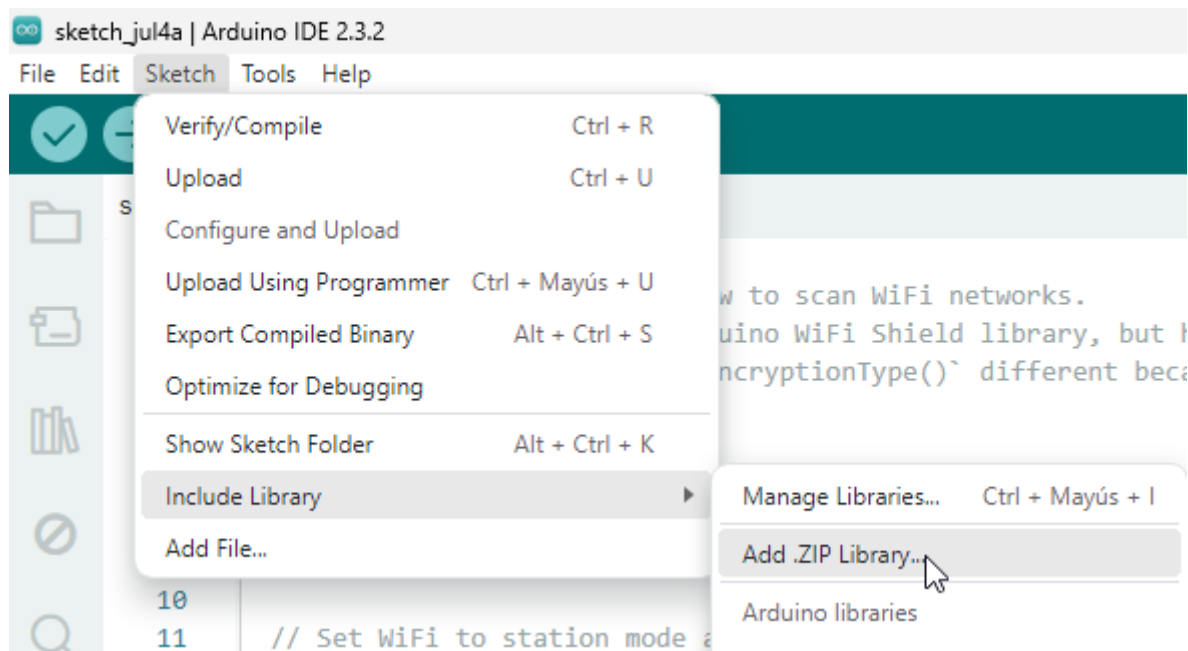 sketch_jul4a | Arduino IDE 2.3.2
File Edit Sketch Tools Help
Verify/Compile Ctrl + R
Upload Ctrl + U
Configure and Upload
Upload Using Programmer Ctrl + Mayús + U
Export Compiled Binary Alt + Ctrl + S
Optimize for Debugging
Show Sketch Folder Alt + Ctrl + K
Include Library
Add File...
Manage Libraries... Ctrl + Mayús + I
Add .ZIP Library...
Arduino libraries
to scan WiFi networks.
WiFi Shield library, but
different
10
11 // Set WiFi to station mode